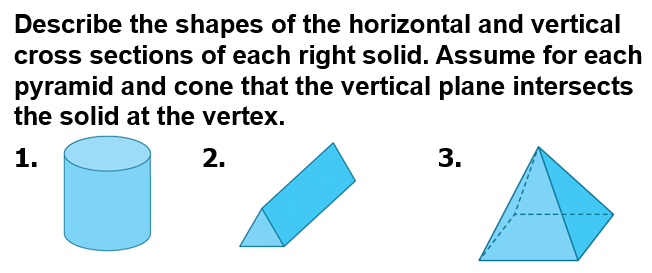 Describe the shapes of the horizontal and vertical
cross sections of each right solid. Assume for each
pyramid and cone that the vertical plane intersects
the solid at the vertex.
1. 2. 3.